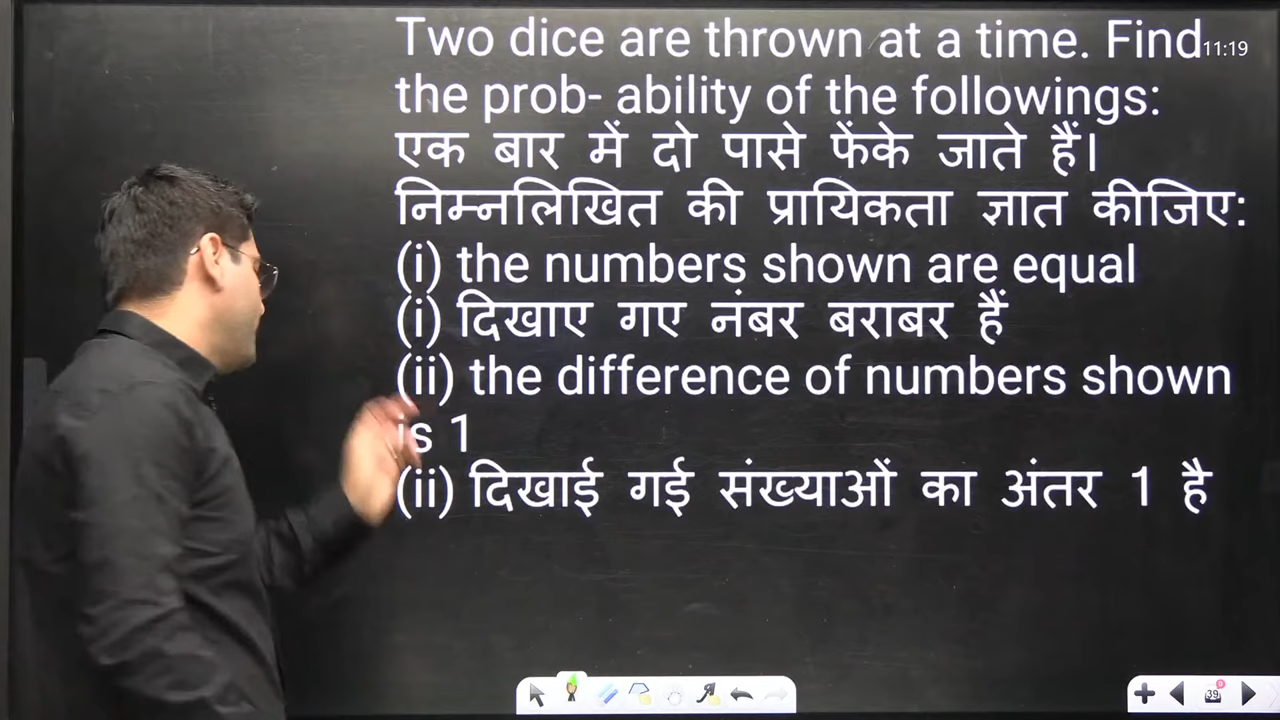 Two dice are thrown at a time. Find
11:19
the prob- ability of the followings:
एक बार में दो पासे फेंके जाते हैं।
निम्नलिखित की प्रायिकता ज्ञात कीजिए:
(i) the numbers shown are equal
(i) दिखाए गए नंबर बराबर हैं
(ii) the difference of numbers shown
is 1
(ii) दिखाई गई संख्याओं का अंतर 1 है
39